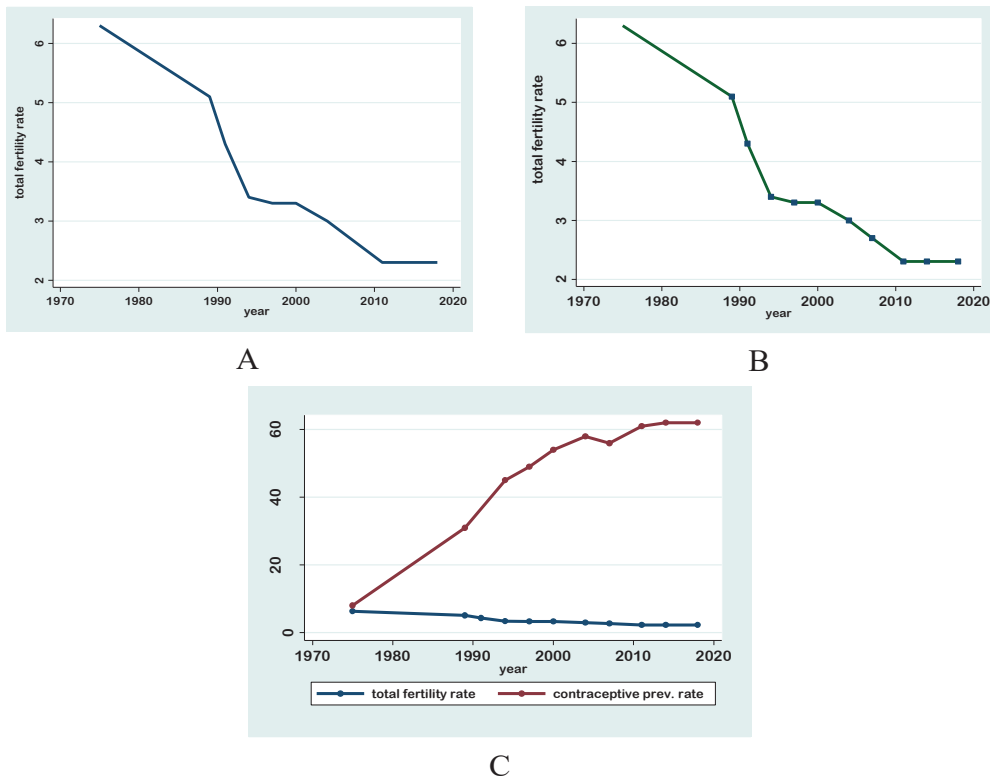 total fertility rate
6
5
4
3
2
1970 1980 1990 2000 2010 2020
year
A
total fertility rate
6
5
4
3
2
1970 1980 1990 2000 2010 2020
year
B
60
40
20
0
1970 1980 1990 2000 2010 2020
year
total fertility rate contraceptive prev. rate
C